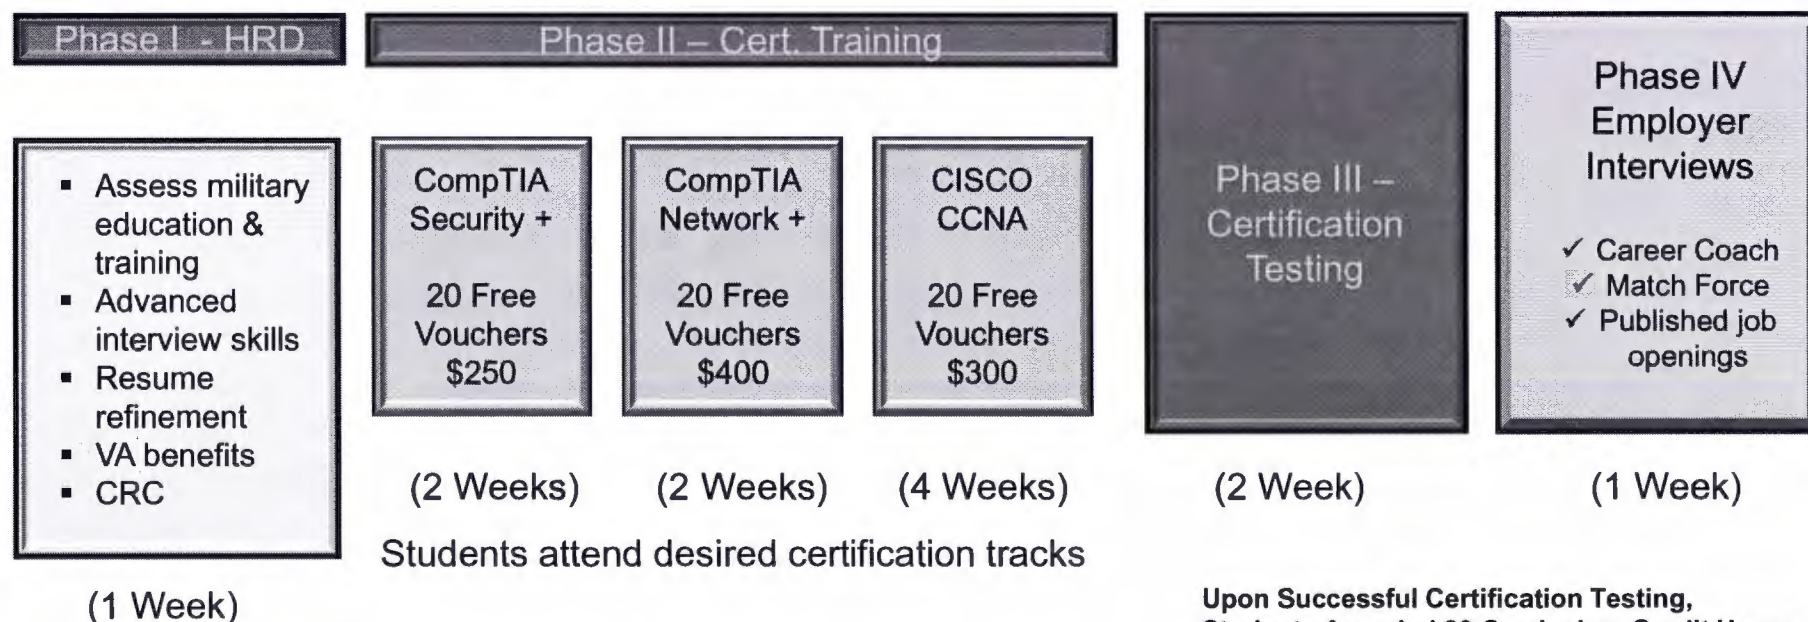 Phase I - HRD
Phase II – Cert. Training
▪ Assess military
education &
training
▪ Advanced
interview skills
▪ Resume
refinement
▪ VA benefits
▪ CRC
(1 Week)
CompTIA
Security +
20 Free
Vouchers
$250
(2 Weeks)
CompTIA
Network +
20 Free
Vouchers
$400
(2 Weeks)
CISCO
CCNA
20 Free
Vouchers
$300
(4 Weeks)
Students attend desired certification tracks
Phase III –
Certification
Testing
(2 Week)
Phase IV
Employer
Interviews
✓ Career Coach
✓ Match Force
✓ Published job
openings
(1 Week)
Upon Successful Certification Testing,